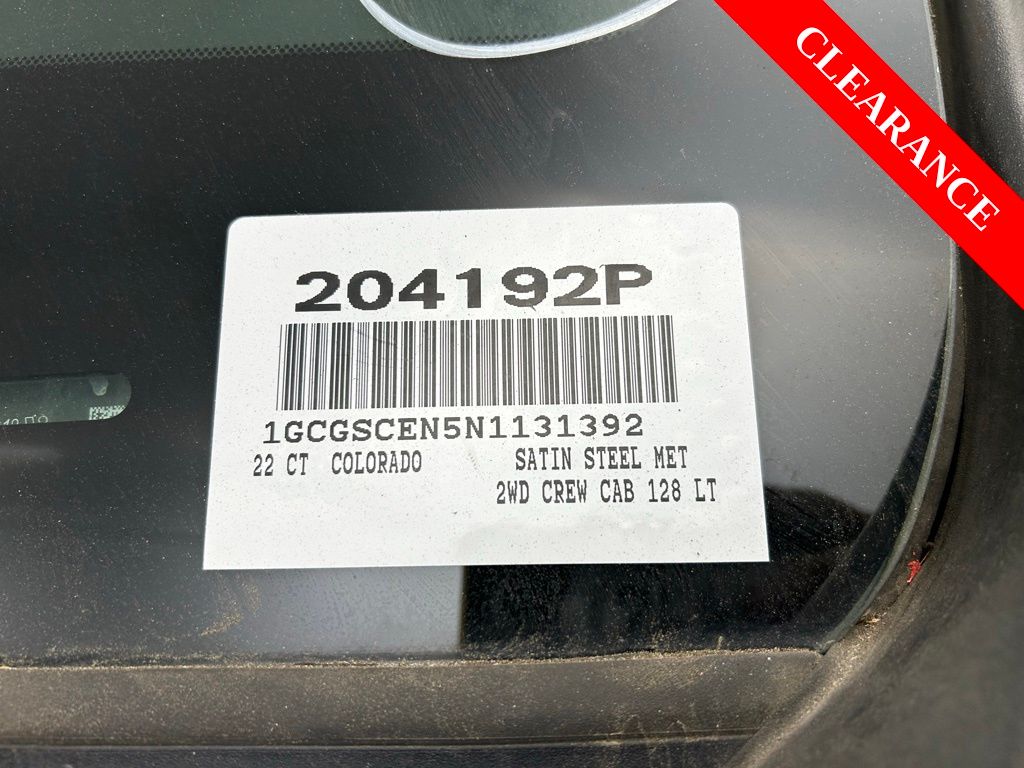 CLEARANCE
204192P
1GCGSCEN5N1131392
22 CT COLORADO SATIN STEEL MET
2WD CREW CAB 128 LT